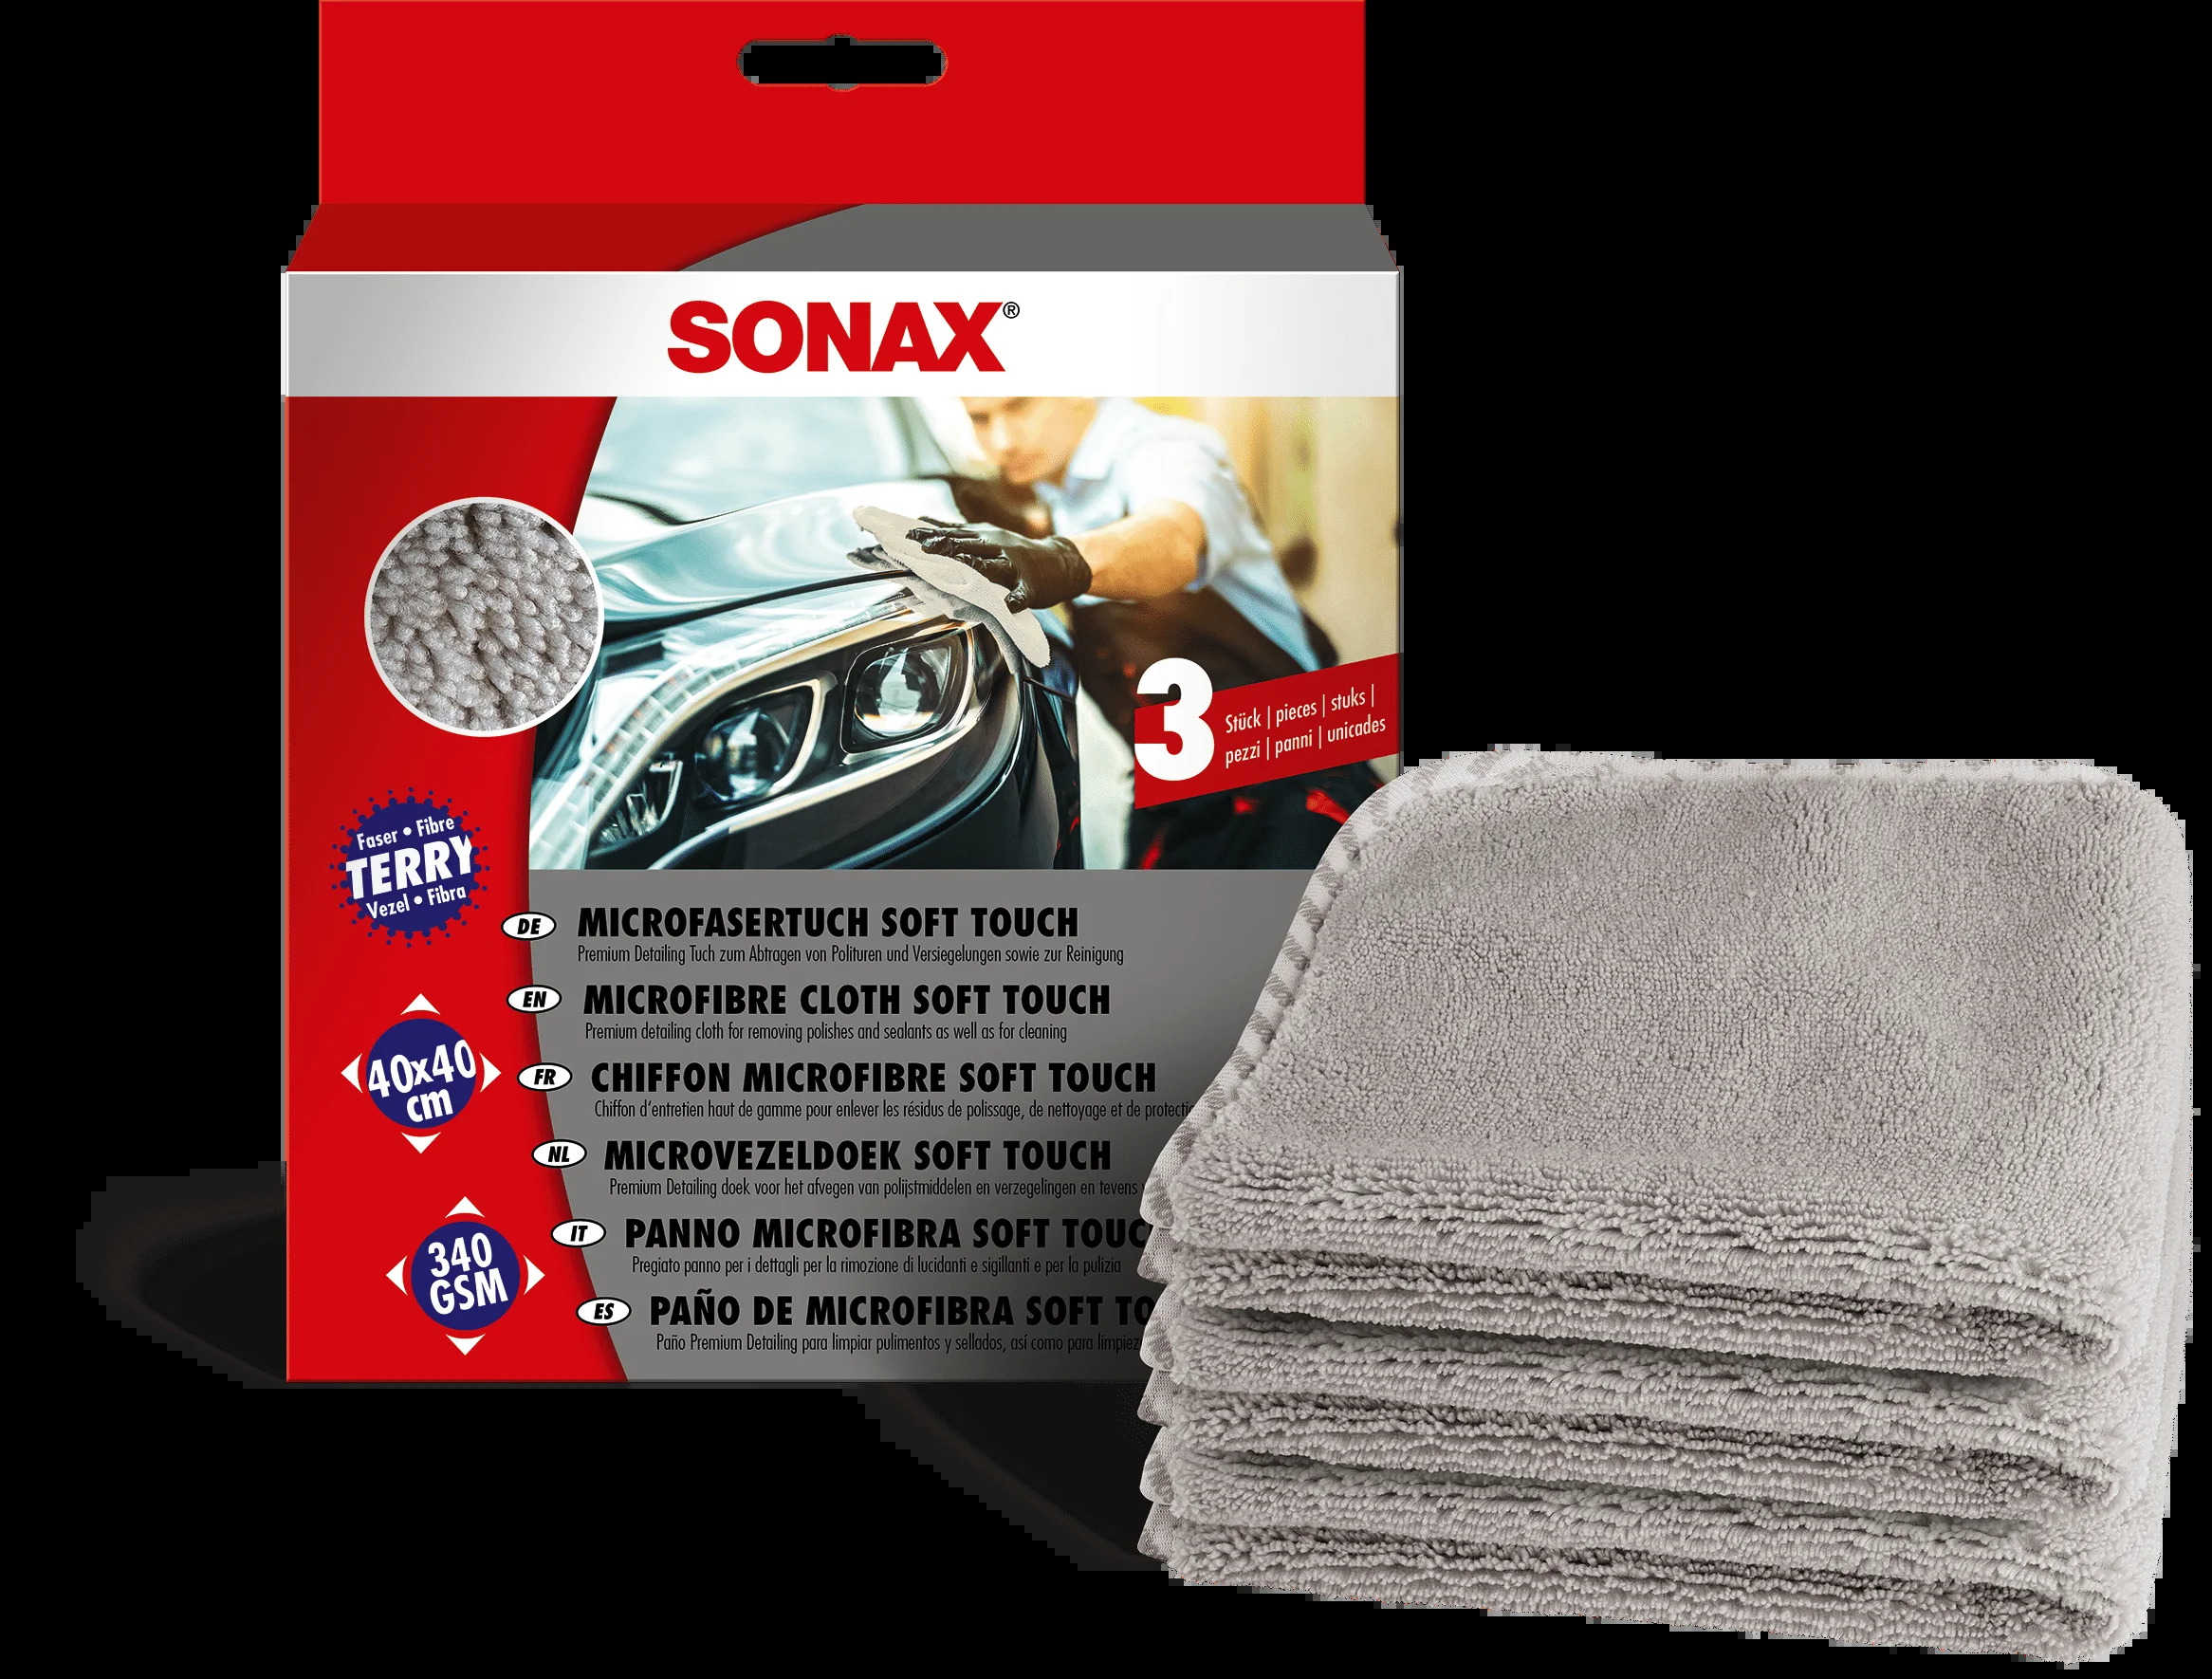 SONAX®
3
Stück | pieces | stuks |
pezzi | panni | unicades
Faser • Fibre
TERRY
Vezel • Fibra
40x40
cm
340
GSM
DE MICROFASERTUCH SOFT TOUCH
Premium Detailing Tuch zum Abtragen von Polituren und Versiegelungen sowie zur Reinigung
EN MICROFIBRE CLOTH SOFT TOUCH
Premium detailing cloth for removing polishes and sealants as well as for cleaning
FR CHIFFON MICROFIBRE SOFT TOUCH
Chiffon d'entretien haut de gamme pour enlever les résidus de polissage, de nettoyage et de protectio
NL MICROVEZELDOEK SOFT TOUCH
Premium Detailing doek voor het afvegen van polijstmiddelen en verzegelingen en tevens
IT PANNO MICROFIBRA SOFT TOUC
Pregiato panno per i dettagli per la rimozione di lucidanti e sigillanti e per la pulizia
ES PAÑO DE MICROFIBRA SOFT TO
Paño Premium Detailing para limpiar pulimentos y sellados, así como para limpiez